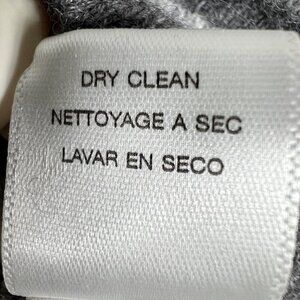 DRY CLEAN
NETTOYAGE A SEC
LAVAR EN SECO